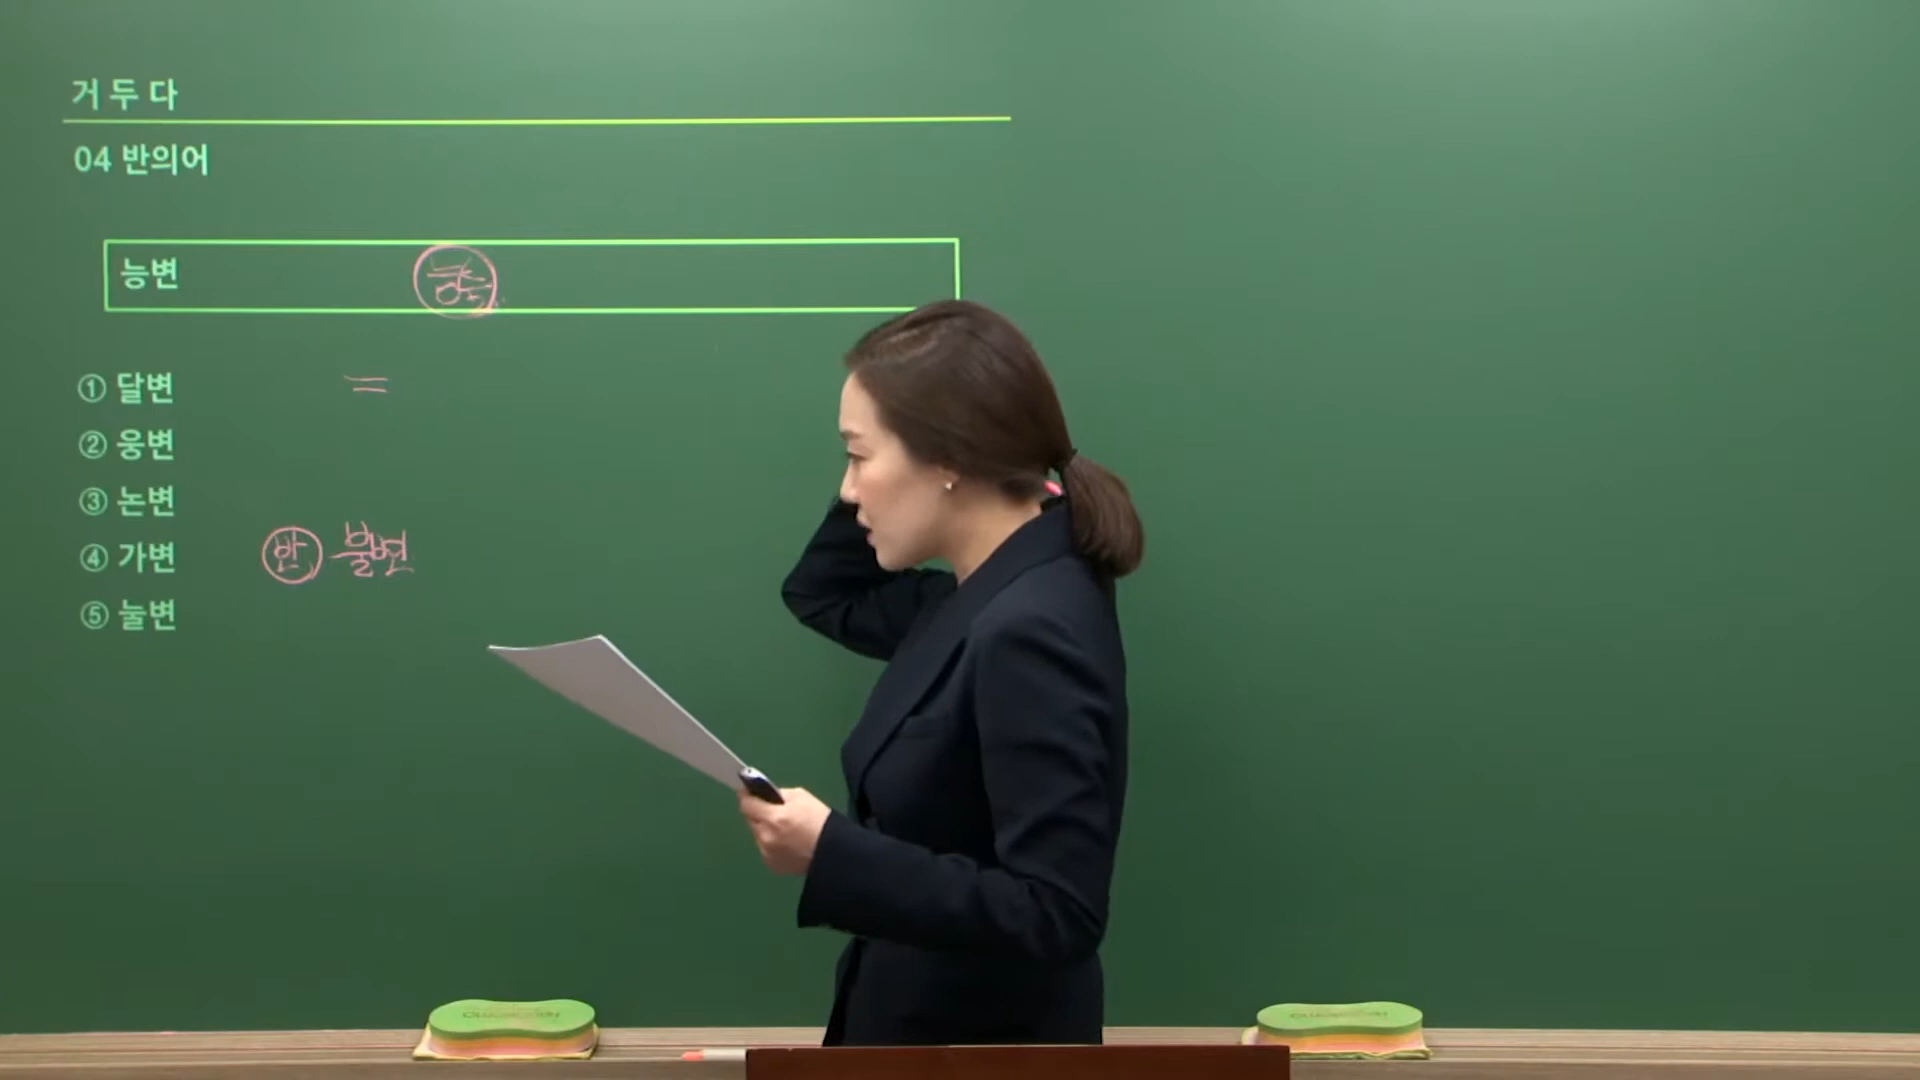 거두다
04 반의어
능변
① 달변 =
② 웅변
③ 논변
④ 가변 반 불변
⑤ 눌변